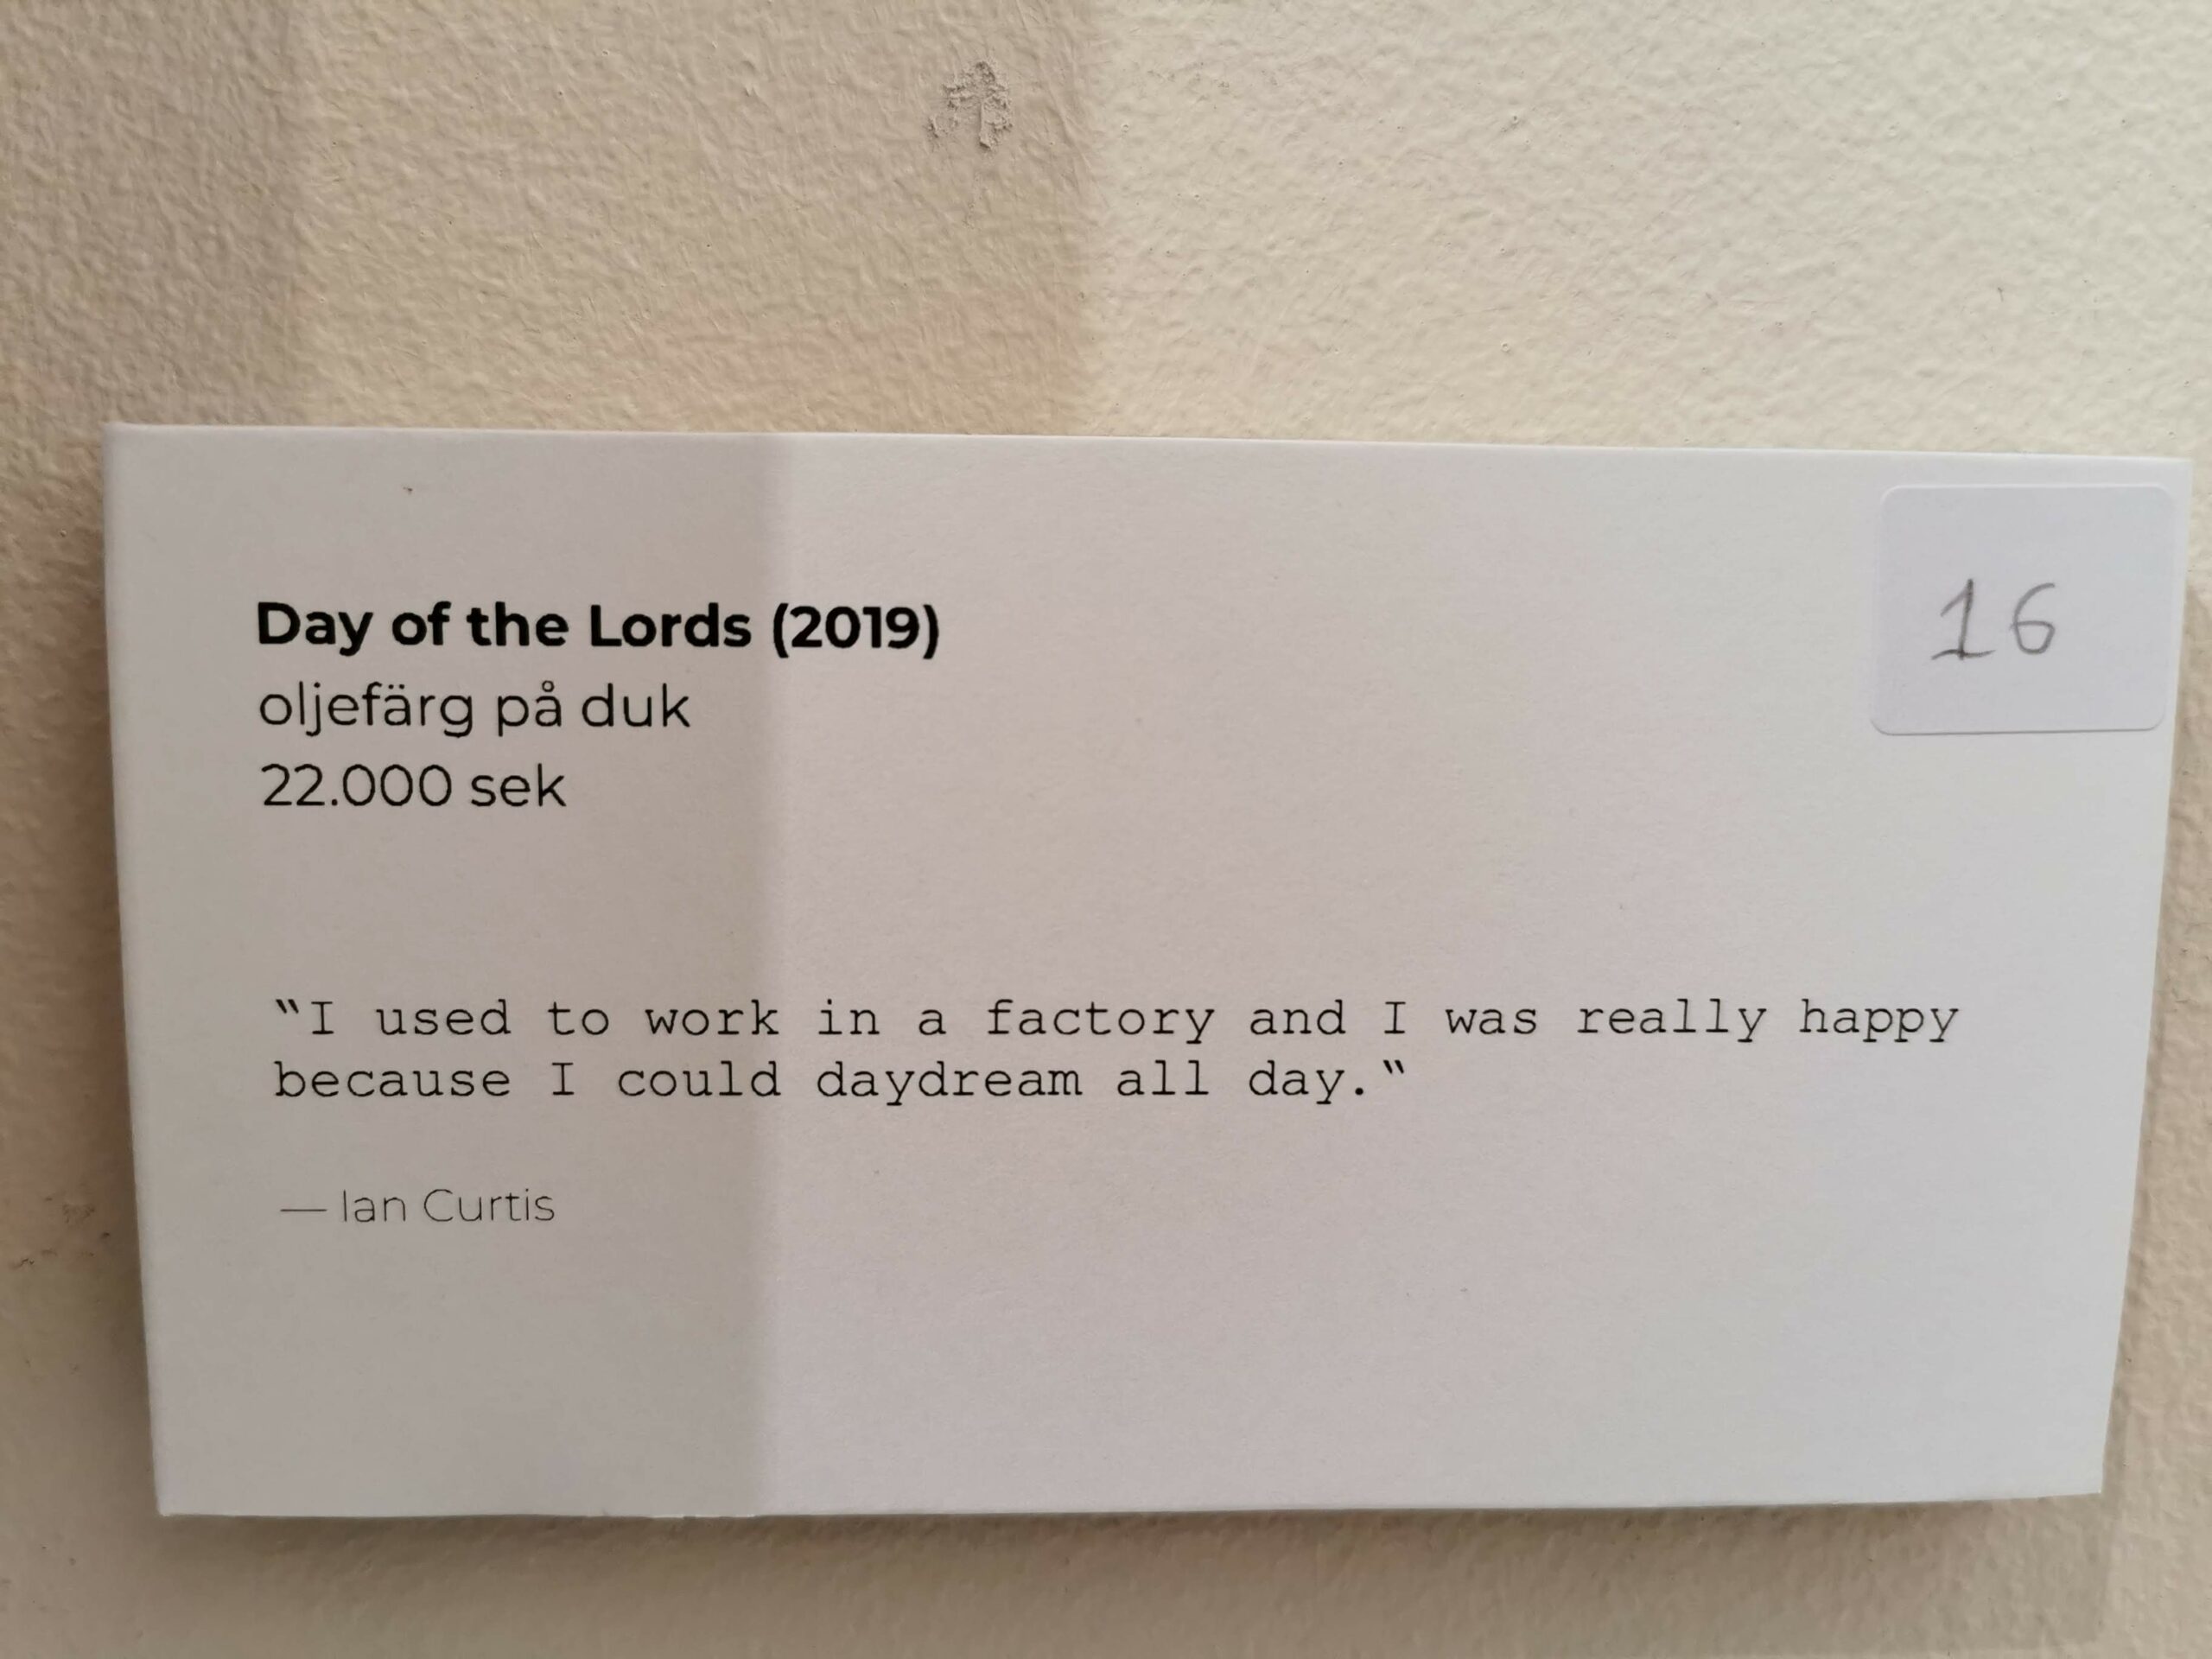 Day of the Lords (2019)
oljefärg på duk
22.000 sek
16
"I used to work in a factory and I was really happy
because I could daydream all day."
— Ian Curtis